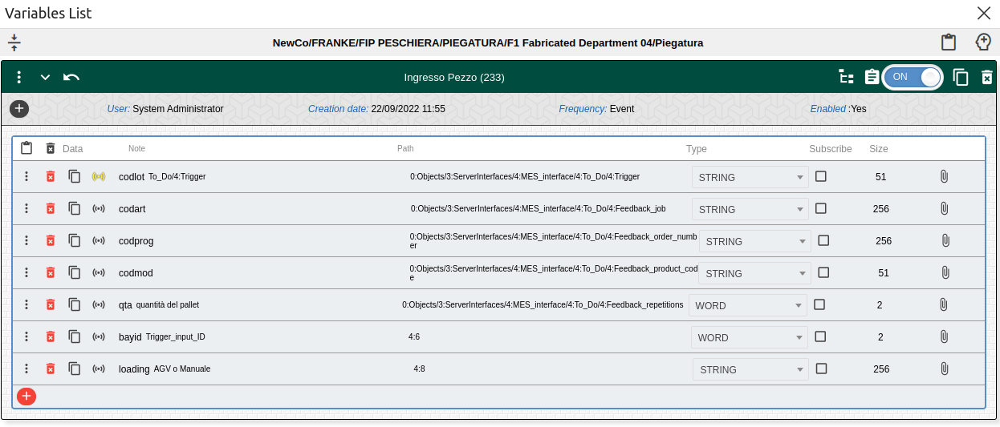 Variables List
NewCo/FRANKE/FIP PESCHIERA/PIEGATURA/F1 Fabricated Department 04/Piegatura
Ingresso Pezzo (233) ON
User: System Administrator Creation date: 22/09/2022 11:55 Frequency: Event Enabled :Yes
Data Note Path Type Subscribe Size
codlot To_Do/4:Trigger 0:Objects/3:ServerInterfaces/4:MES_interface/4:To_Do/4:Trigger STRING 51
codart 0:Objects/3:ServerInterfaces/4:MES_interface/4:To_Do/4:Feedback_job STRING 256
codprog 0:Objects/3:ServerInterfaces/4:MES_interface/4:To_Do/4:Feedback_order_numb STRING 256
er
codmod 0:Objects/3:ServerInterfaces/4:MES_interface/4:To_Do/4:Feedback_product_cod STRING 51
e
qta quantità del pallet 0:Objects/3:ServerInterfaces/4:MES_interface/4:To_Do/4:Feedback_repetitions WORD 2
bayid Trigger_input_ID 4:6 WORD 2
loading AGV o Manuale 4:8 STRING 256